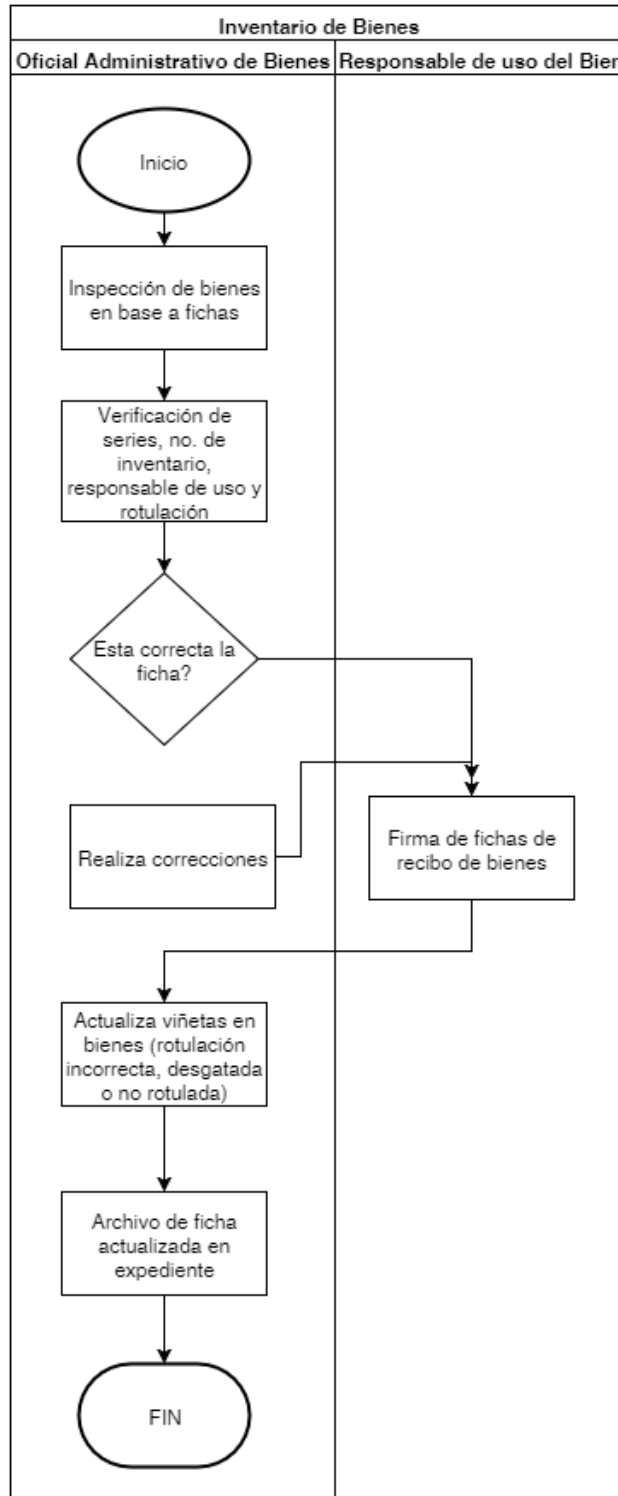 Inventario de Bienes
Oficial Administrativo de Bienes
Responsable de uso del Bien
Inicio
Inspección de bienes
en base a fichas
Verificación de
series, no. de
inventario,
responsable de uso y
rotulación
Esta correcta la
ficha?
Realiza correcciones
Firma de fichas de
recibo de bienes
Actualiza viñetas en
bienes (rotulación
incorrecta, desgatada
o no rotulada)
Archivo de ficha
actualizada en
expediente
FIN